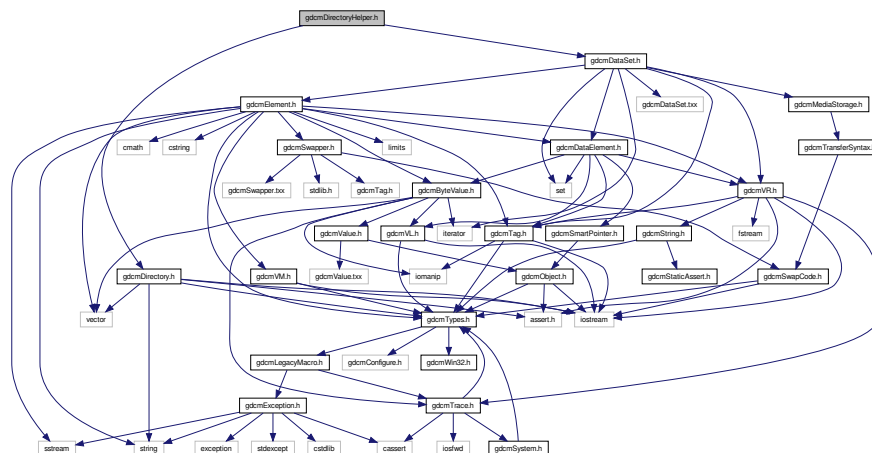 gdcmDirectoryHelper.h
gdcmDataSet.h
gdcmElement.h
gdcmDataSet.txx
gdcmMediaStorage.h
cmath
cstring
gdcmSwapper.h
limits
gdcmDataElement.h
gdcmTransferSyntax.h
gdcmSwapper.txx
stdlib.h
gdcmTag.h
gdcmByteValue.h
set
gdcmVR.h
gdcmValue.h
gdcmVL.h
iterator
gdcmTag.h
gdcmSmartPointer.h
gdcmString.h
fstream
gdcmDirectory.h
gdcmVM.h
gdcmValue.txx
iomanip
gdcmObject.h
gdcmStaticAssert.h
gdcmSwapCode.h
vector
gdcmTypes.h
assert.h
iostream
gdcmLegacyMacro.h
gdcmConfigure.h
gdcmWin32.h
gdcmException.h
gdcmTrace.h
sstream
string
exception
stdexcept
cstdlib
cassert
iosfwd
gdcmSystem.h